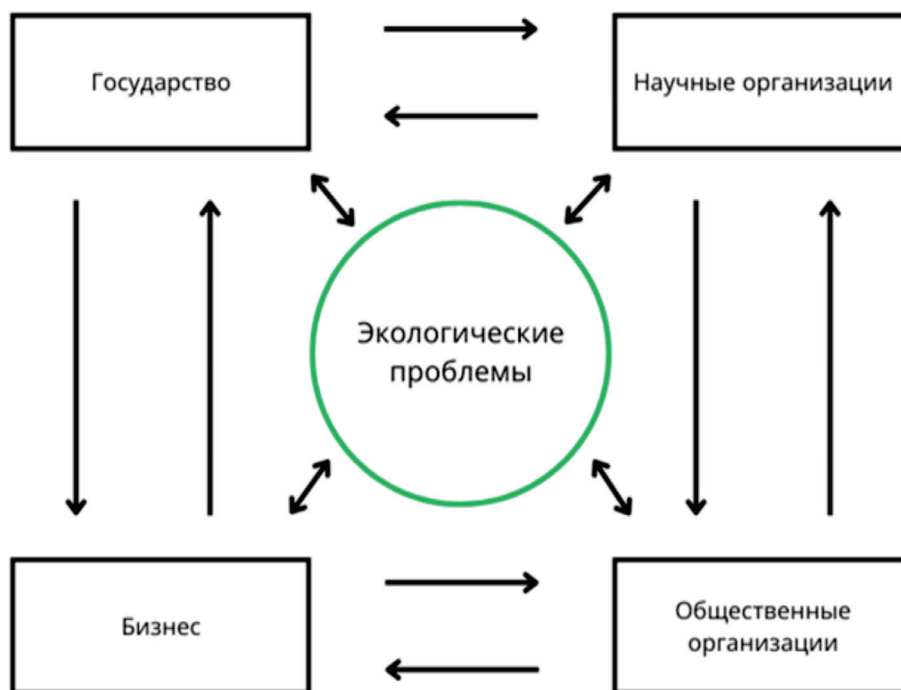 Государство
Научные организации
Экологические
проблемы
Бизнес
Общественные
организации